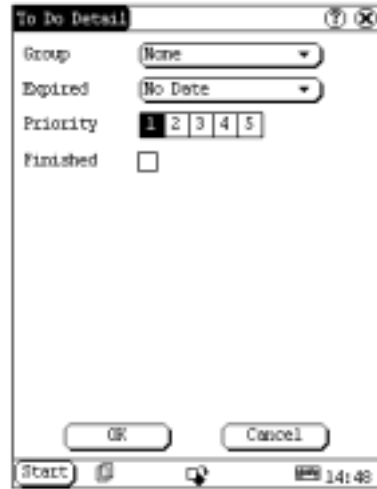 To Do Detail
Group None
Expired No Date
Priority 1 2 3 4 5
Finished
OK Cancel
Start 14:48